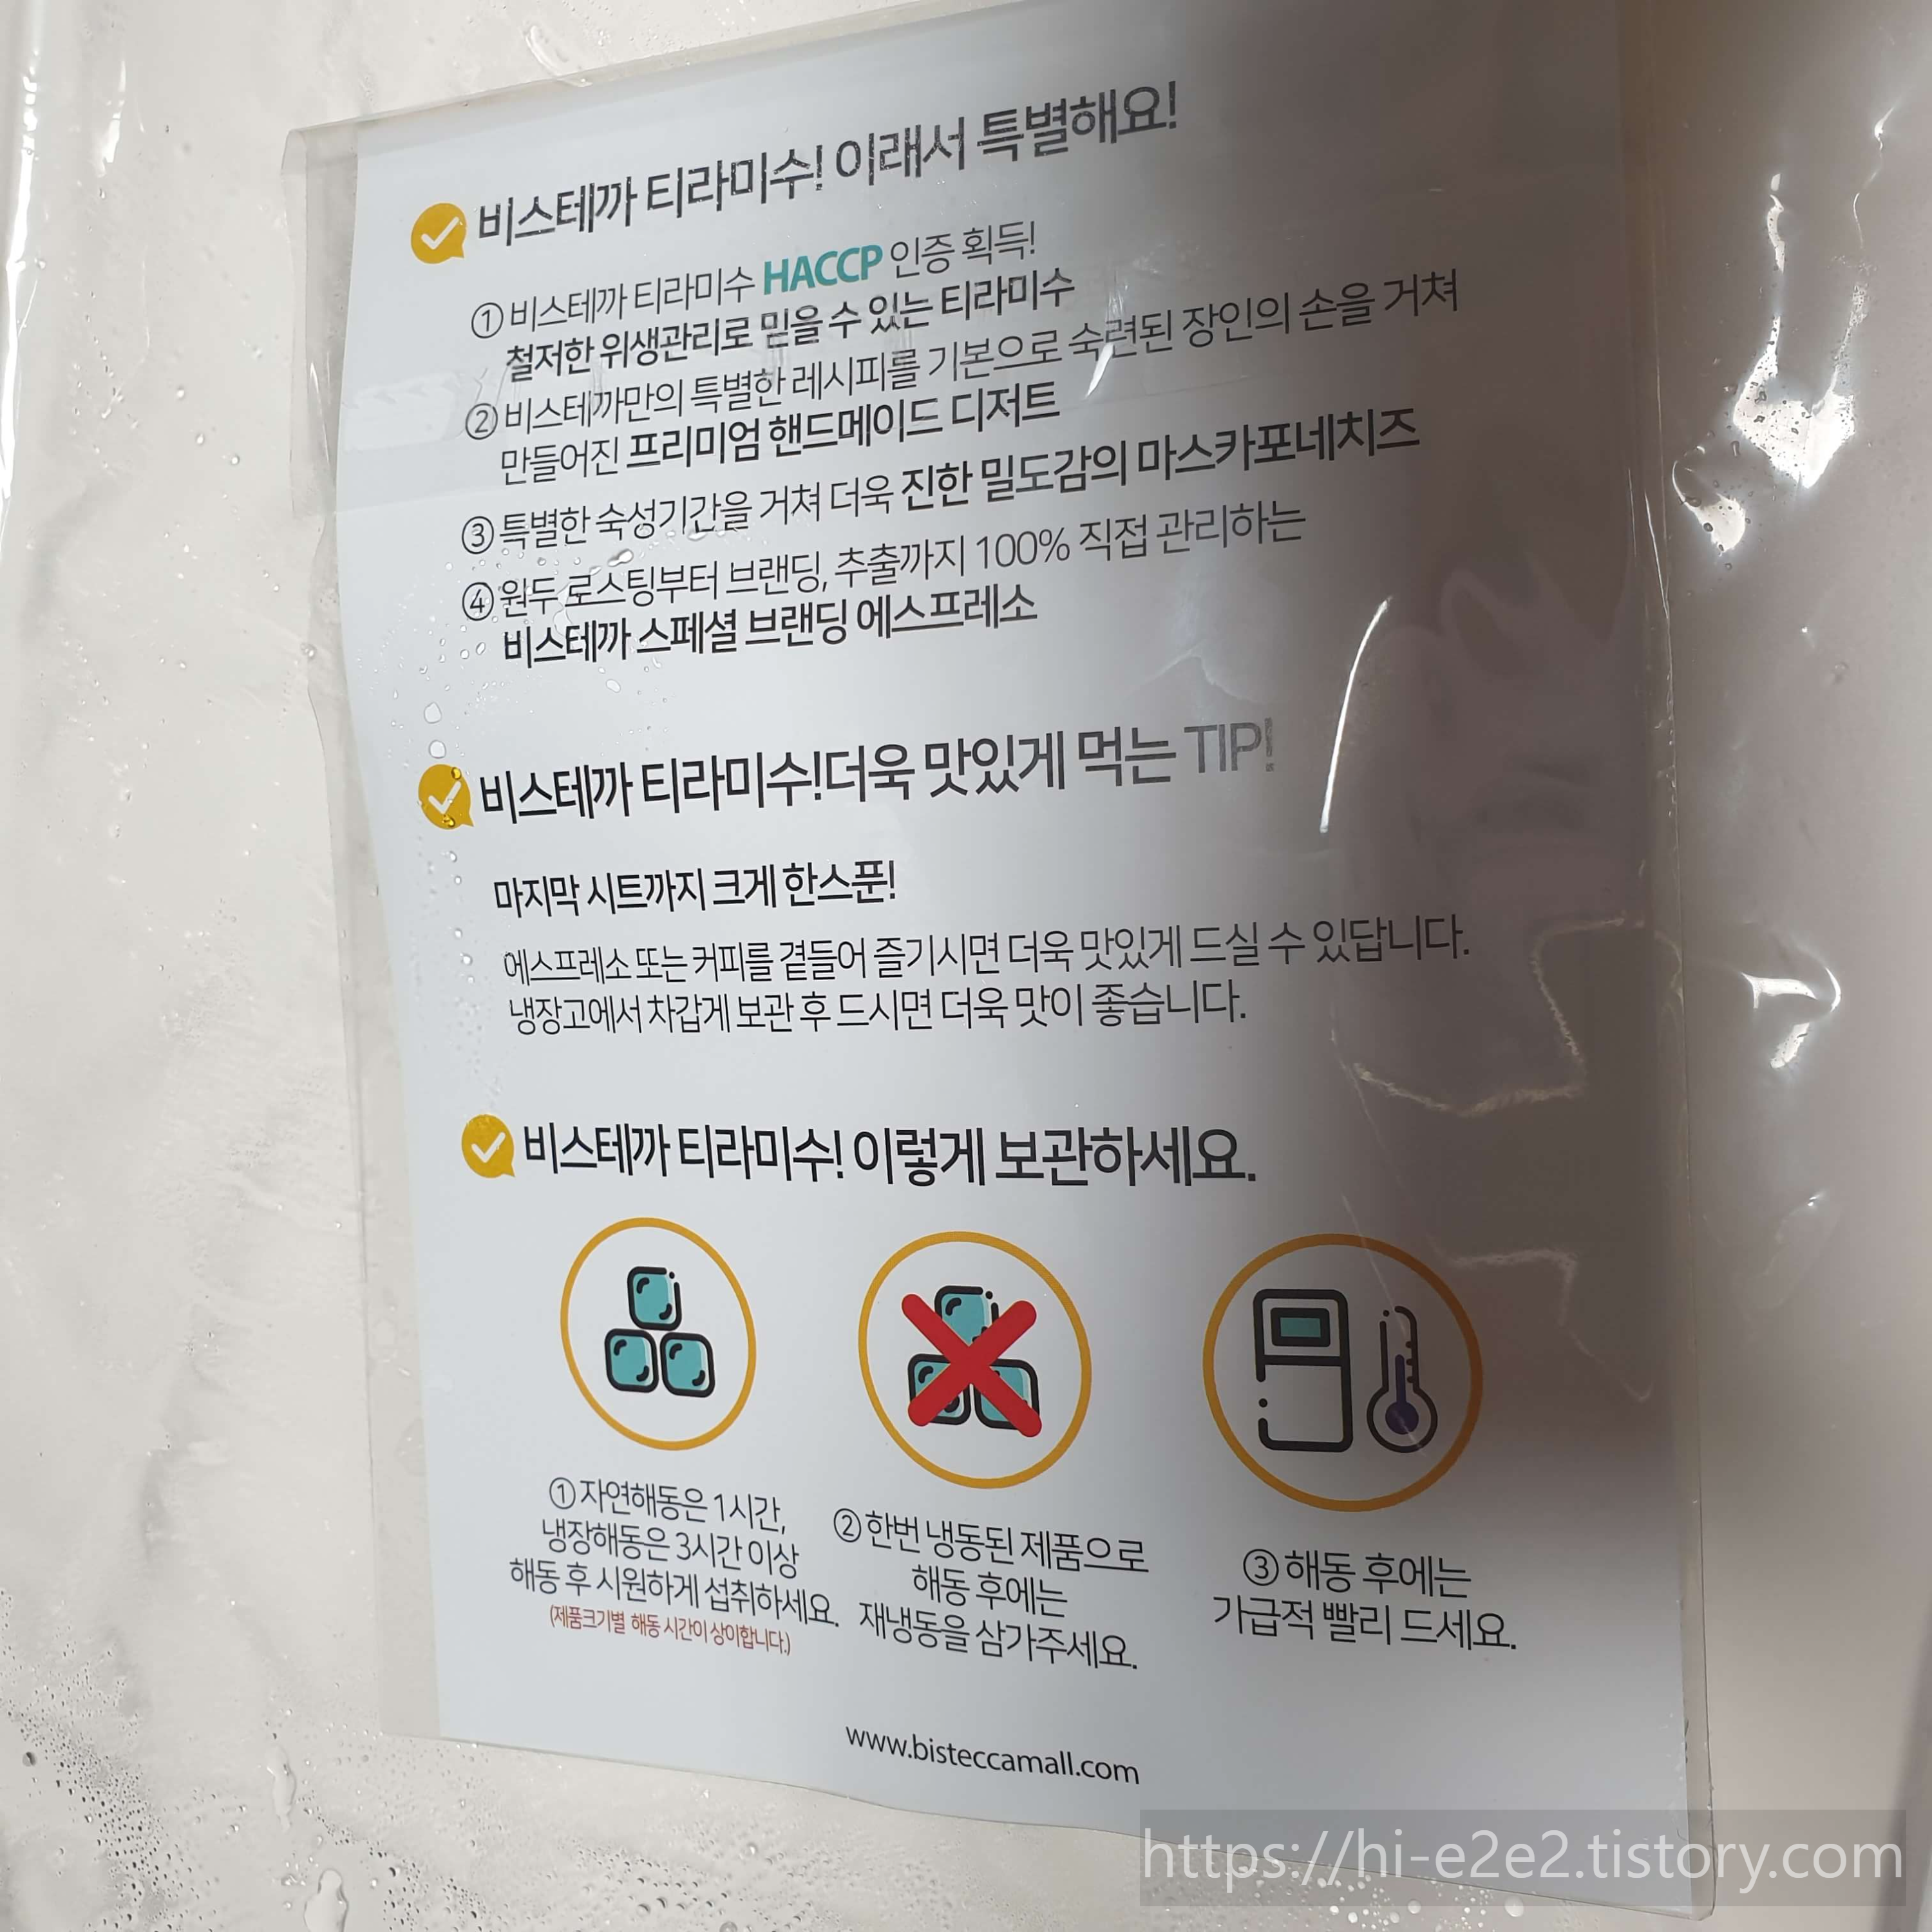 비스테까 티라미수! 이래서 특별해요!
① 비스테까 티라미수 HACCP 인증 획득!
철저한 위생관리로 믿을 수 있는 티라미수
② 비스테까만의 특별한 레시피를 기본으로 숙련된 장인의 손을 거쳐
만들어진 프리미엄 핸드메이드 디저트
③ 특별한 숙성기간을 거쳐 더욱 진한 밀도감의 마스카포네치즈
④ 원두 로스팅부터 브랜딩, 추출까지 100% 직접 관리하는
비스테까 스페셜 브랜딩 에스프레소
비스테까 티라미수!더욱 맛있게 먹는 TIP!
마지막 시트까지 크게 한스푼!
에스프레소 또는 커피를 곁들어 즐기시면 더욱 맛있게 드실 수 있답니다.
냉장고에서 차갑게 보관 후 드시면 더욱 맛이 좋습니다.
비스테까 티라미수! 이렇게 보관하세요.
① 자연해동은 1시간,
냉장해동은 3시간 이상
해동 후 시원하게 섭취하세요.
(제품크기별 해동 시간이 상이합니다.)
② 한번 냉동된 제품으로
해동 후에는
재냉동을 삼가주세요.
③ 해동 후에는
가급적 빨리 드세요.
www.bisteccamall.com
https://hi-e2e2.tistory.com